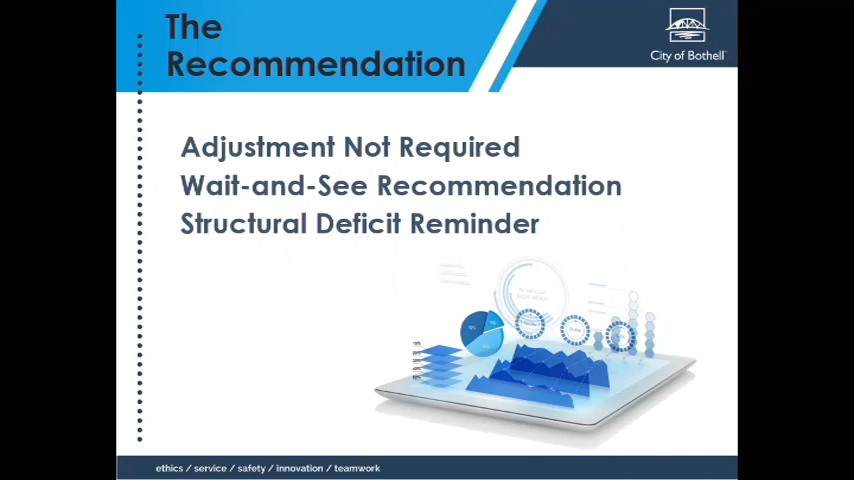 The
Recommendation
City of Bothell
Adjustment Not Required
Wait-and-See Recommendation
Structural Deficit Reminder
ethics / service / safety / innovation / teamwork